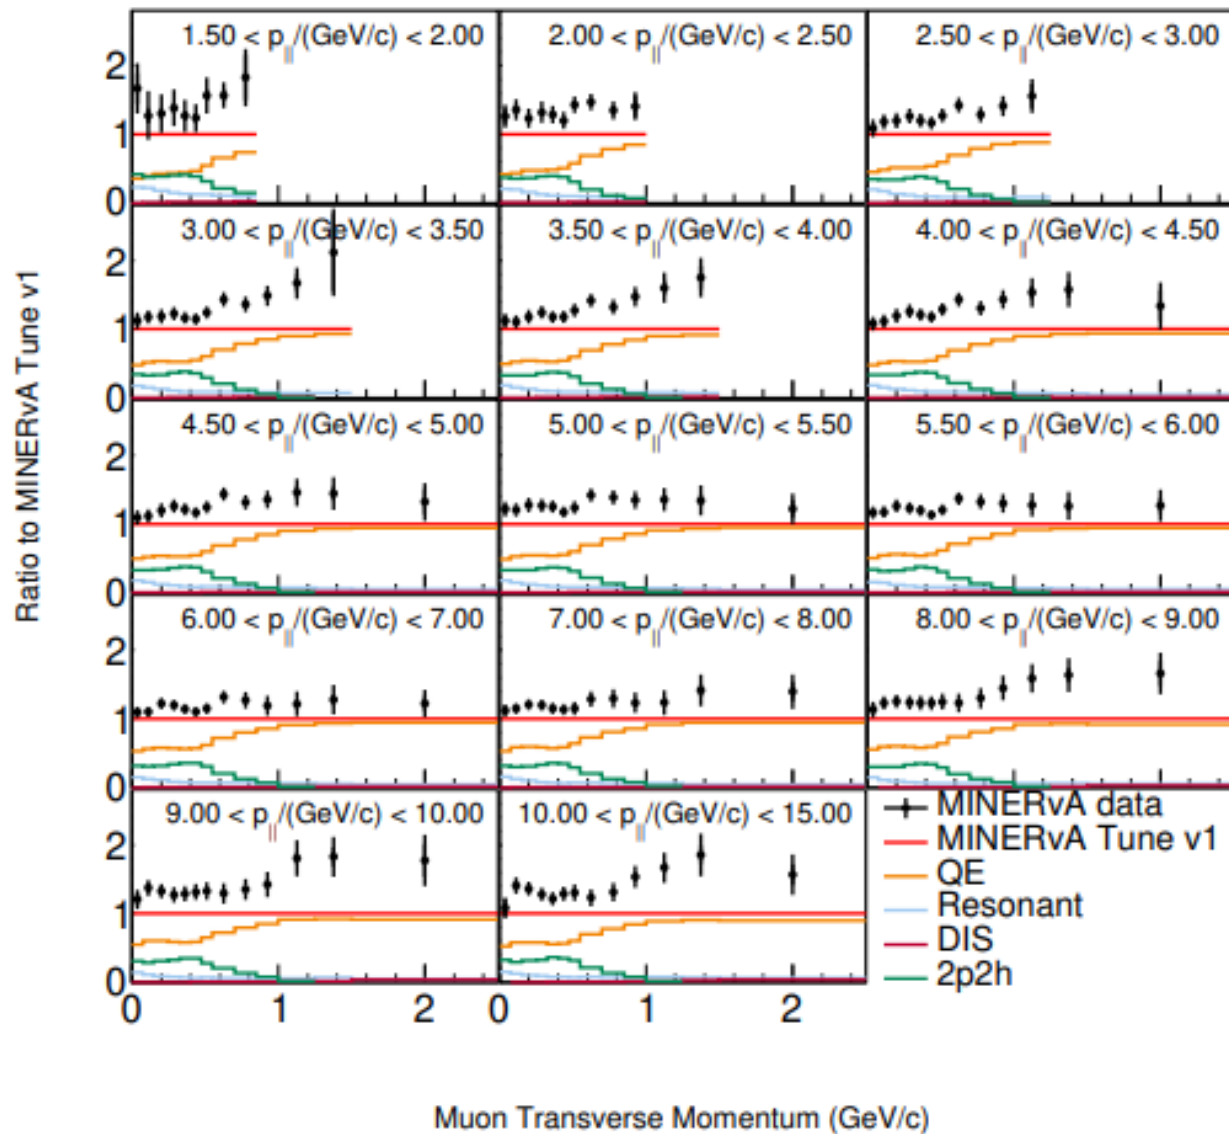 1.50 < p||/(GeV/c) < 2.00
2.00 < p||/(GeV/c) < 2.50
2.50 < p||/(GeV/c) < 3.00
2
1
0
3.00 < p||/(GeV/c) < 3.50
3.50 < p||/(GeV/c) < 4.00
4.00 < p||/(GeV/c) < 4.50
2
1
0
4.50 < p||/(GeV/c) < 5.00
5.00 < p||/(GeV/c) < 5.50
5.50 < p||/(GeV/c) < 6.00
2
1
0
6.00 < p||/(GeV/c) < 7.00
7.00 < p||/(GeV/c) < 8.00
8.00 < p||/(GeV/c) < 9.00
2
1
0
9.00 < p||/(GeV/c) < 10.00
10.00 < p||/(GeV/c) < 15.00
2
1
0
MINERvA data
MINERvA Tune v1
QE
Resonant
DIS
2p2h
0 1 2 0 1 2
Ratio to MINERvA Tune v1
Muon Transverse Momentum (GeV/c)